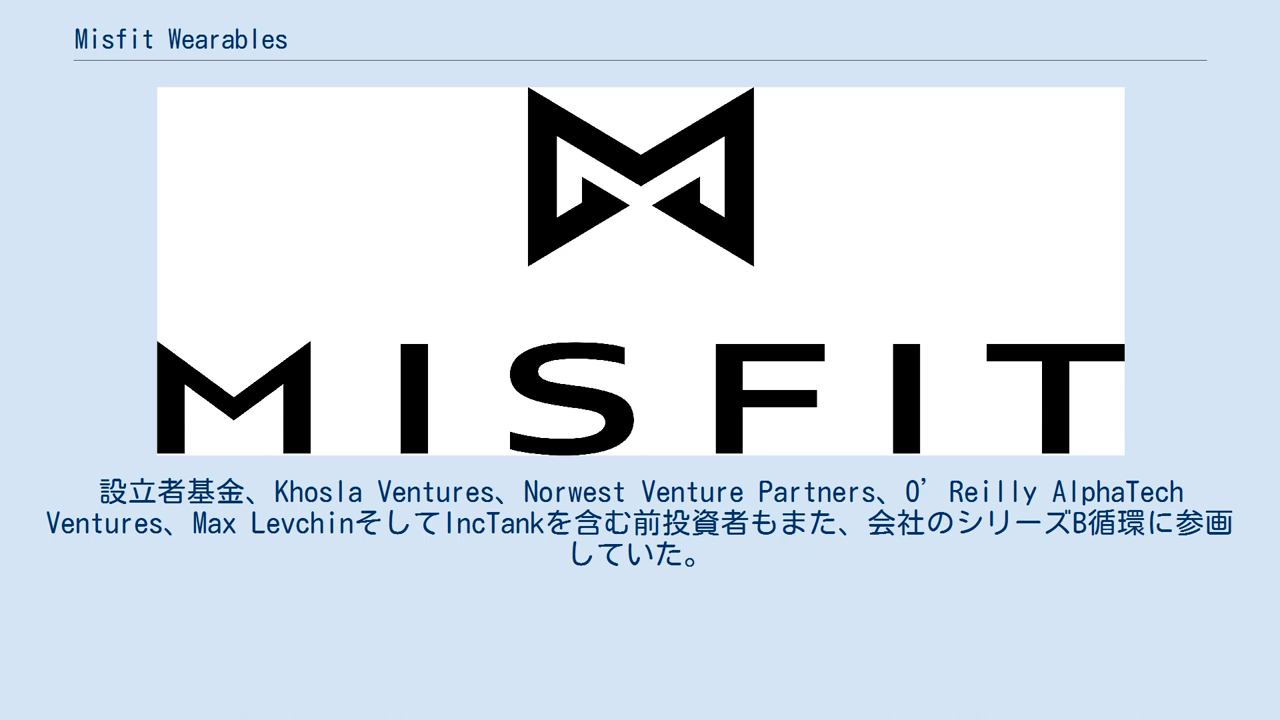 Misfit Wearables
MISFIT
設立者基金、Khosla Ventures、Norwest Venture Partners、O’Reilly AlphaTech
Ventures、Max LevchinそしてIncTankを含む前投資者もまた、会社のシリーズB循環に参画
していた。